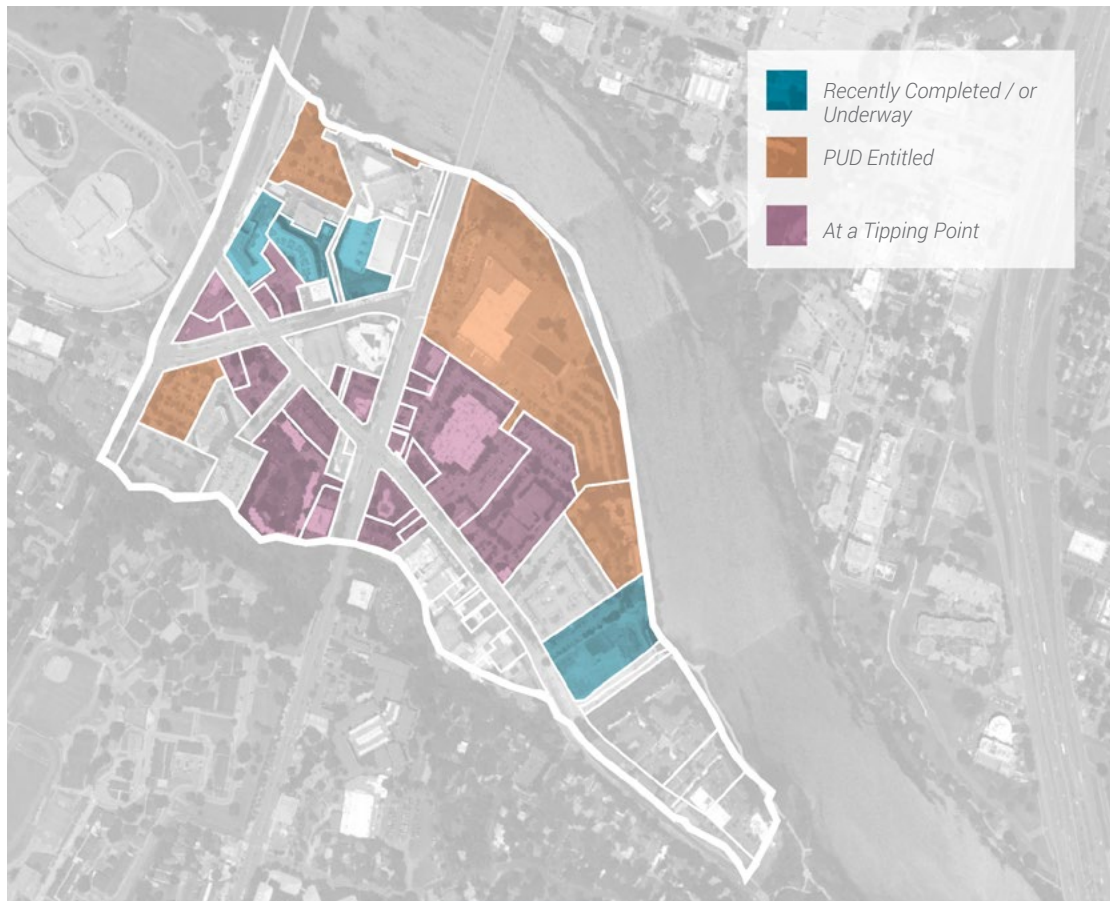 Recently Completed / or
Underway
PUD Entitled
At a Tipping Point